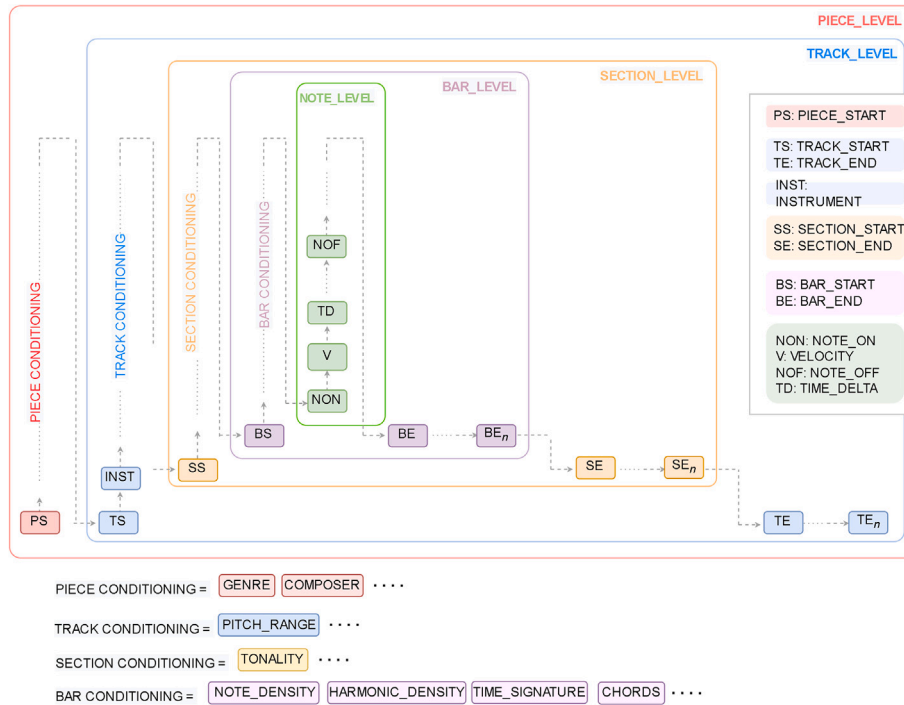 PIECE_LEVEL
TRACK_LEVEL
SECTION_LEVEL
BAR_LEVEL
NOTE_LEVEL
PIECE CONDITIONING
TRACK CONDITIONING
SECTION CONDITIONING
BAR CONDITIONING
NOF
TD
V
NON
BS
BE
BEn
SS
SE
SEn
INST
PS
TS
TE
TEn
PS: PIECE_START
TS: TRACK_START
TE: TRACK_END
INST:
INSTRUMENT
SS: SECTION_START
SE: SECTION_END
BS: BAR_START
BE: BAR_END
NON: NOTE_ON
V: VELOCITY
NOF: NOTE_OFF
TD: TIME_DELTA
PIECE CONDITIONING = GENRE COMPOSER ....
TRACK CONDITIONING = PITCH_RANGE ....
SECTION CONDITIONING = TONALITY ....
BAR CONDITIONING = NOTE_DENSITY HARMONIC_DENSITY TIME_SIGNATURE CHORDS ....